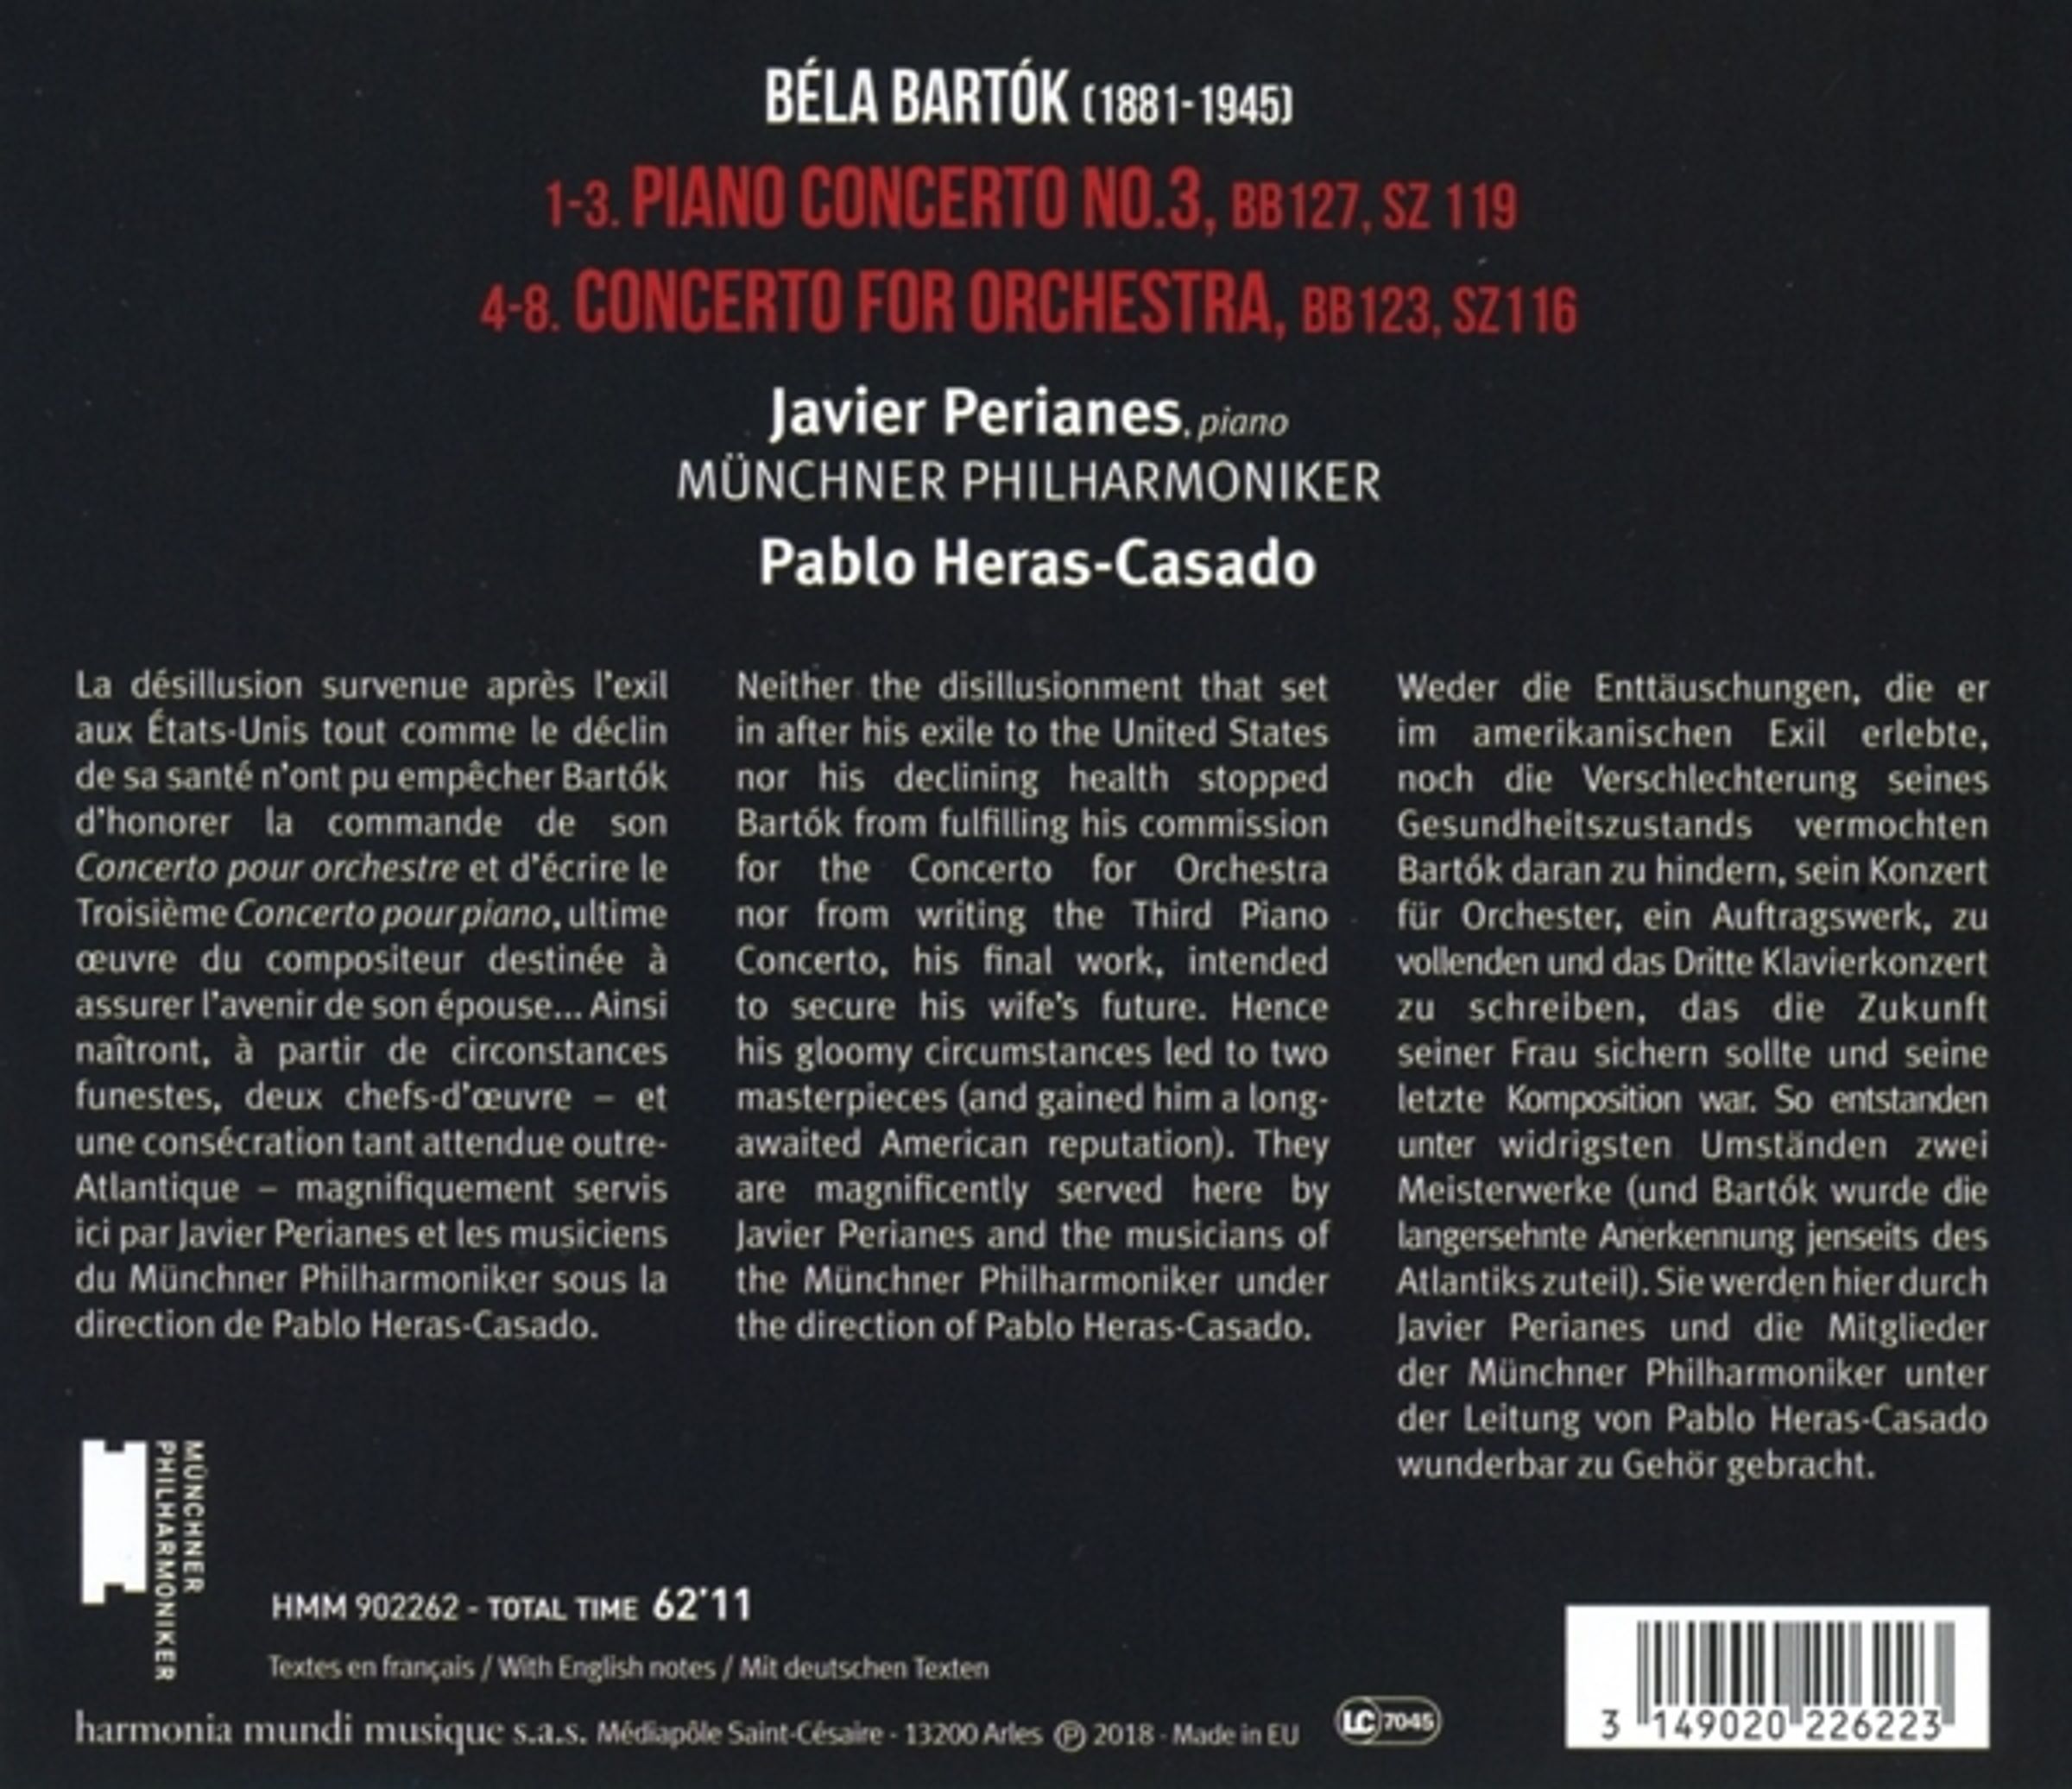 BÉLA BARTÓK (1881-1945)
1-3. PIANO CONCERTO NO.3, BB127, SZ 119
4-8. CONCERTO FOR ORCHESTRA, BB123, SZ116
Javier Perianes, piano
MÜNCHNER PHILHARMONIKER
Pablo Heras-Casado
La désillusion survenue après l'exil
aux États-Unis tout comme le déclin
de sa santé n'ont pu empêcher Bartók
d'honorer la commande de son
Concerto pour orchestre et d'écrire le
Troisième Concerto pour piano, ultime
œuvre du compositeur destinée à
assurer l'avenir de son épouse... Ainsi
naîtront, à partir de circonstances
funestes, deux chefs-d'œuvre – et
une consécration tant attendue outre-
Atlantique – magnifiquement servis
ici par Javier Perianes et les musiciens
du Münchner Philharmoniker sous la
direction de Pablo Heras-Casado.
Neither the disillusionment that set
in after his exile to the United States
nor his declining health stopped
Bartók from fulfilling his commission
for the Concerto for Orchestra
nor from writing the Third Piano
Concerto, his final work, intended
to secure his wife's future. Hence
his gloomy circumstances led to two
masterpieces (and gained him a long-
awaited American reputation). They
are magnificently served here by
Javier Perianes and the musicians of
the Münchner Philharmoniker under
the direction of Pablo Heras-Casado.
Weder die Enttäuschungen, die er
im amerikanischen Exil erlebte,
noch die Verschlechterung seines
Gesundheitszustands vermochten
Bartók daran zu hindern, sein Konzert
für Orchester, ein Auftragswerk, zu
vollenden und das Dritte Klavierkonzert
zu schreiben, das die Zukunft
seiner Frau sichern sollte und seine
letzte Komposition war. So entstanden
unter widrigsten Umständen zwei
Meisterwerke (und Bartók wurde die
langersehnte Anerkennung jenseits des
Atlantiks zuteil). Sie werden hier durch
Javier Perianes und die Mitglieder
der Münchner Philharmoniker unter
der Leitung von Pablo Heras-Casado
wunderbar zu Gehör gebracht.
MÜNCHNER
PHILHARMONIKER
HMM 902262 - TOTAL TIME 62'11
Textes en français / With English notes / Mit deutschen Texten
harmonia mundi musique s.a.s. Médiapôle Saint-Césaire - 13200 Arles ℗ 2018 - Made in EU
LC 7045
3 149020 226223